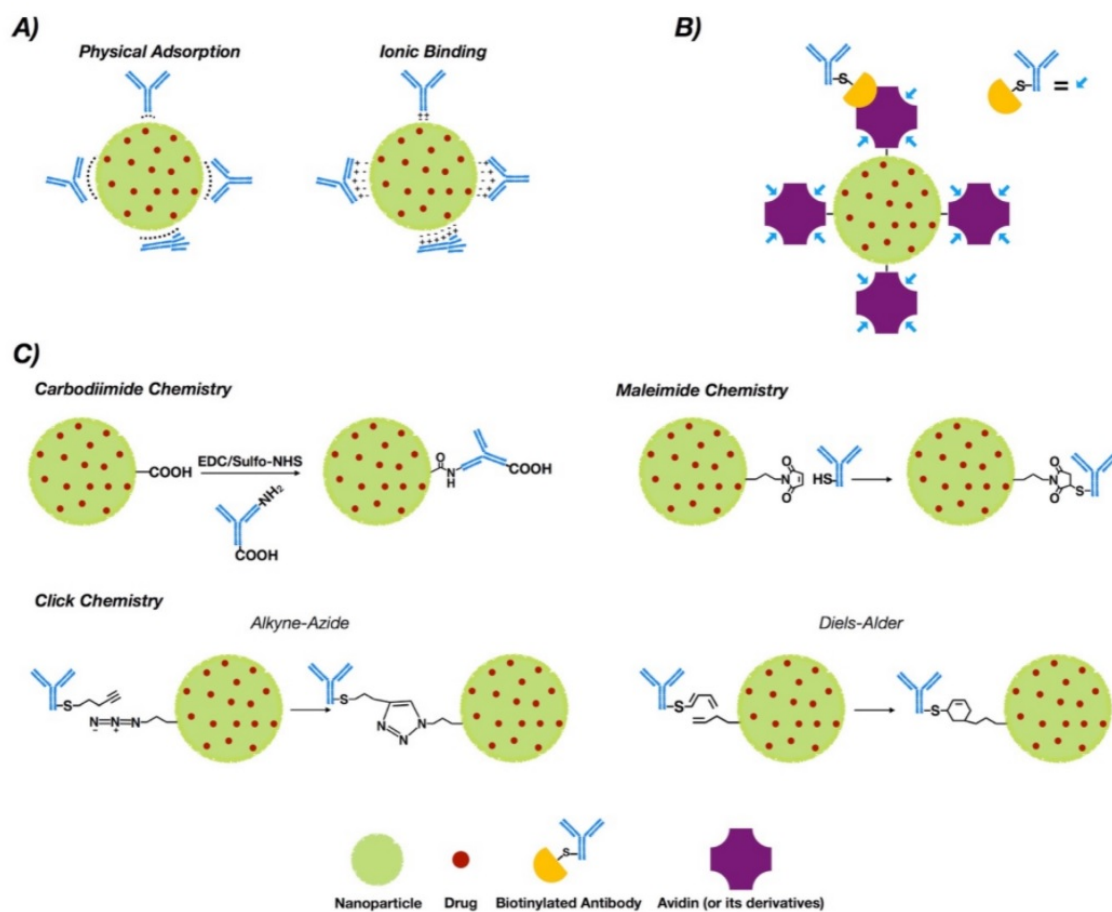 A)
Physical Adsorption
Ionic Binding
B)
S
S
=
C)
Carbodiimide Chemistry
COOH
EDC/Sulfo-NHS
NH2
COOH
O
N
H
COOH
Maleimide Chemistry
N
O
O
HS
N
O
O
S
Click Chemistry
Alkyne-Azide
S
N=N=N
- +
S
N
N
N
Diels-Alder
S
S
S
Nanoparticle
Drug
Biotinylated Antibody
Avidin (or its derivatives)